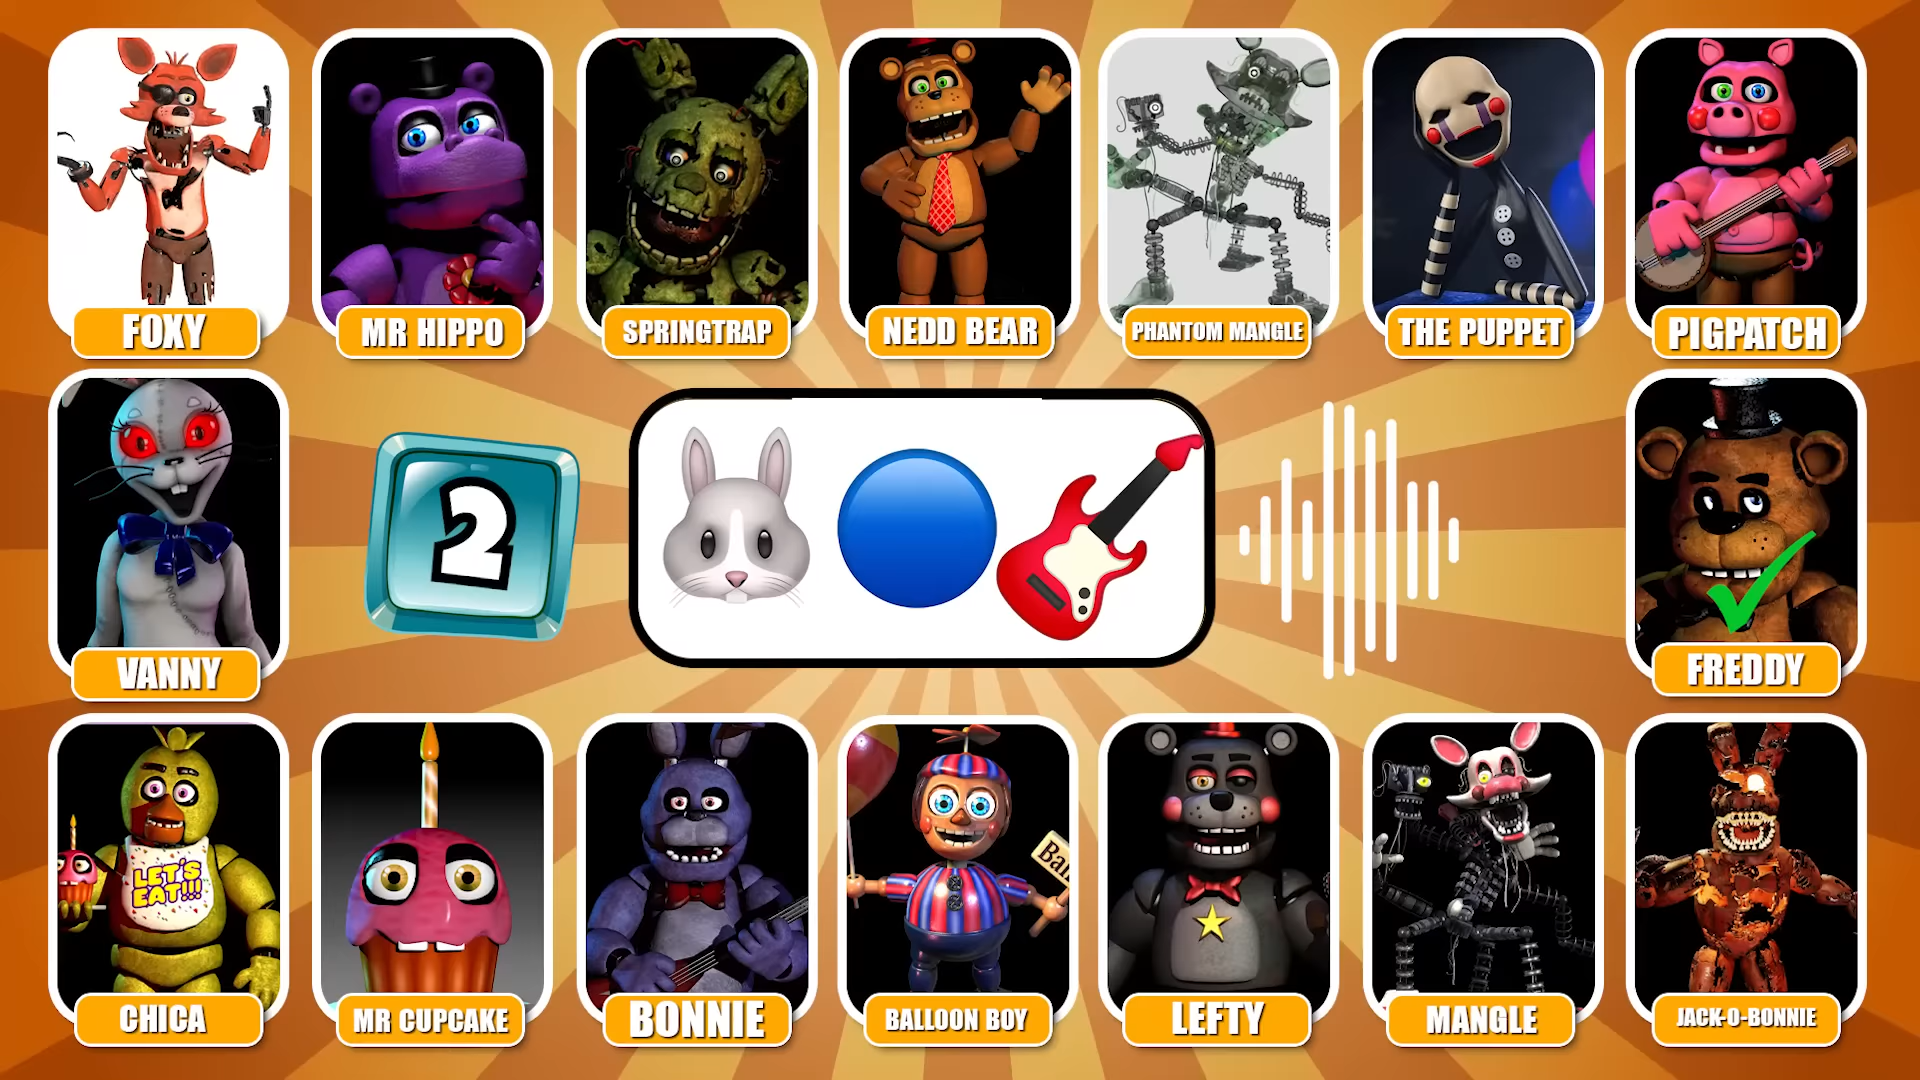 FOXY
MR HIPPO
SPRINGTRAP
NEDD BEAR
PHANTOM MANGLE
THE PUPPET
PIGPATCH
VANNY
2
FREDDY
LET'S
EAT!!!
CHICA
MR CUPCAKE
BONNIE
BALLOON BOY
LEFTY
MANGLE
JACK-O-BONNIE